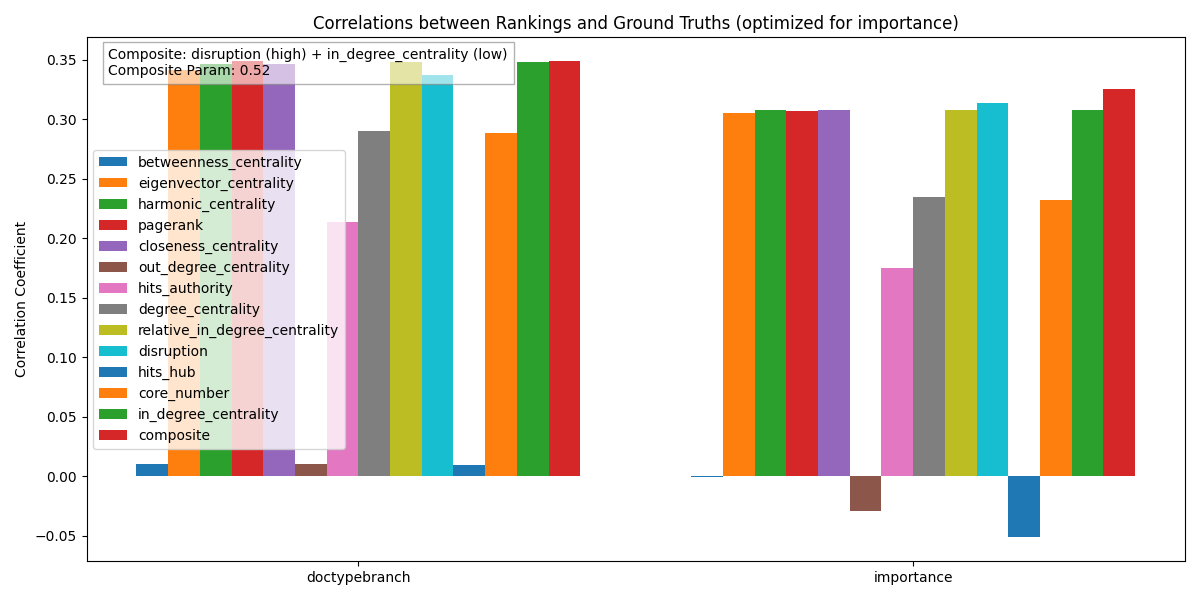 Correlations between Rankings and Ground Truths (optimized for importance)
Composite: disruption (high) + in_degree_centrality (low)
Composite Param: 0.52
Correlation Coefficient
0.35
0.30
0.25
0.20
0.15
0.10
0.05
0.00
−0.05
betweenness_centrality
eigenvector_centrality
harmonic_centrality
pagerank
closeness_centrality
out_degree_centrality
hits_authority
degree_centrality
relative_in_degree_centrality
disruption
hits_hub
core_number
in_degree_centrality
composite
doctypebranch
importance